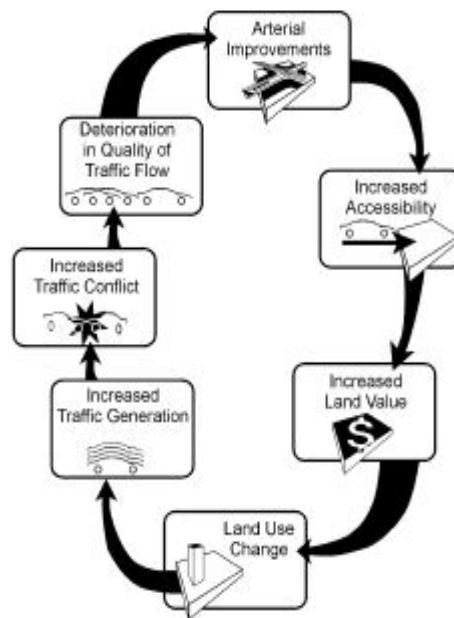 Arterial
Improvements
Increased
Accessibility
Increased
Land Value
$
Land Use
Change
Increased
Traffic Generation
Increased
Traffic Conflict
Deterioration
in Quality of
Traffic Flow